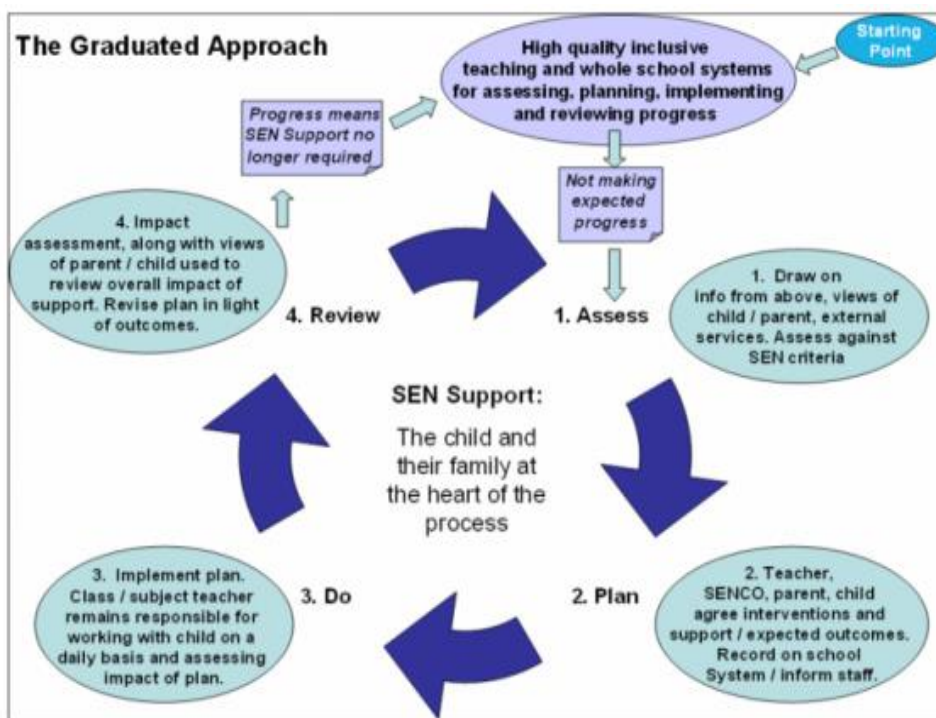 The Graduated Approach
Starting
Point
High quality inclusive
teaching and whole school systems
for assessing, planning, implementing
and reviewing progress
Progress means
SEN Support no
longer required
Not making
expected
progress
4. Impact
assessment, along with views
of parent / child used to
review overall impact of
support. Revise plan in light
of outcomes.
4. Review
1. Assess
1. Draw on
info from above, views of
child / parent, external
services. Assess against
SEN criteria
SEN Support:
The child and
their family at
the heart of the
process
3. Implement plan.
Class / subject teacher
remains responsible for
working with child on a
daily basis and assessing
impact of plan.
3. Do
2. Plan
2. Teacher,
SENCO, parent, child
agree interventions and
support / expected outcomes.
Record on school
System / inform staff.